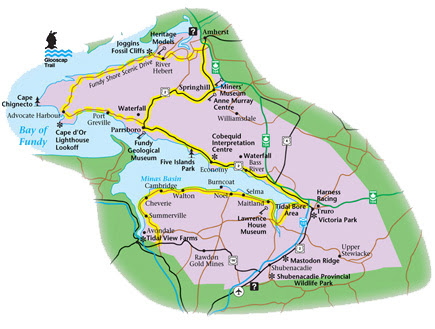 Glooscap
Trail
Joggins
Fossil Cliffs
Heritage
Models
?
Amherst
Fundy Shore Scenic Drive
River
Hebert
Springhill
Miners'
Museum
Anne Murray
Centre
Cape
Chignecto
Advocate Harbour
Port
Greville
Waterfall
Parrsboro
Williamsdale
Bay of
Fundy
Cape d'Or
Lighthouse
Lookoff
Fundy
Geological
Museum
Cobequid
Interpretation
Centre
Five Islands
Park
Waterfall
Economy
Bass
River
Minas Basin
Cambridge
Burncoat
Walton
Noel
Selma
Maitland
Cheverie
Summerville
Avondale
Tidal View Farms
Lawrence
House
Museum
Tidal Bore
Area
Harness
Racing
Truro
Victoria Park
Upper
Stewiacke
Rawdon
Gold Mines
Mastodon Ridge
Shubenacadie
Shubenacadie Provincial
Wildlife Park
?